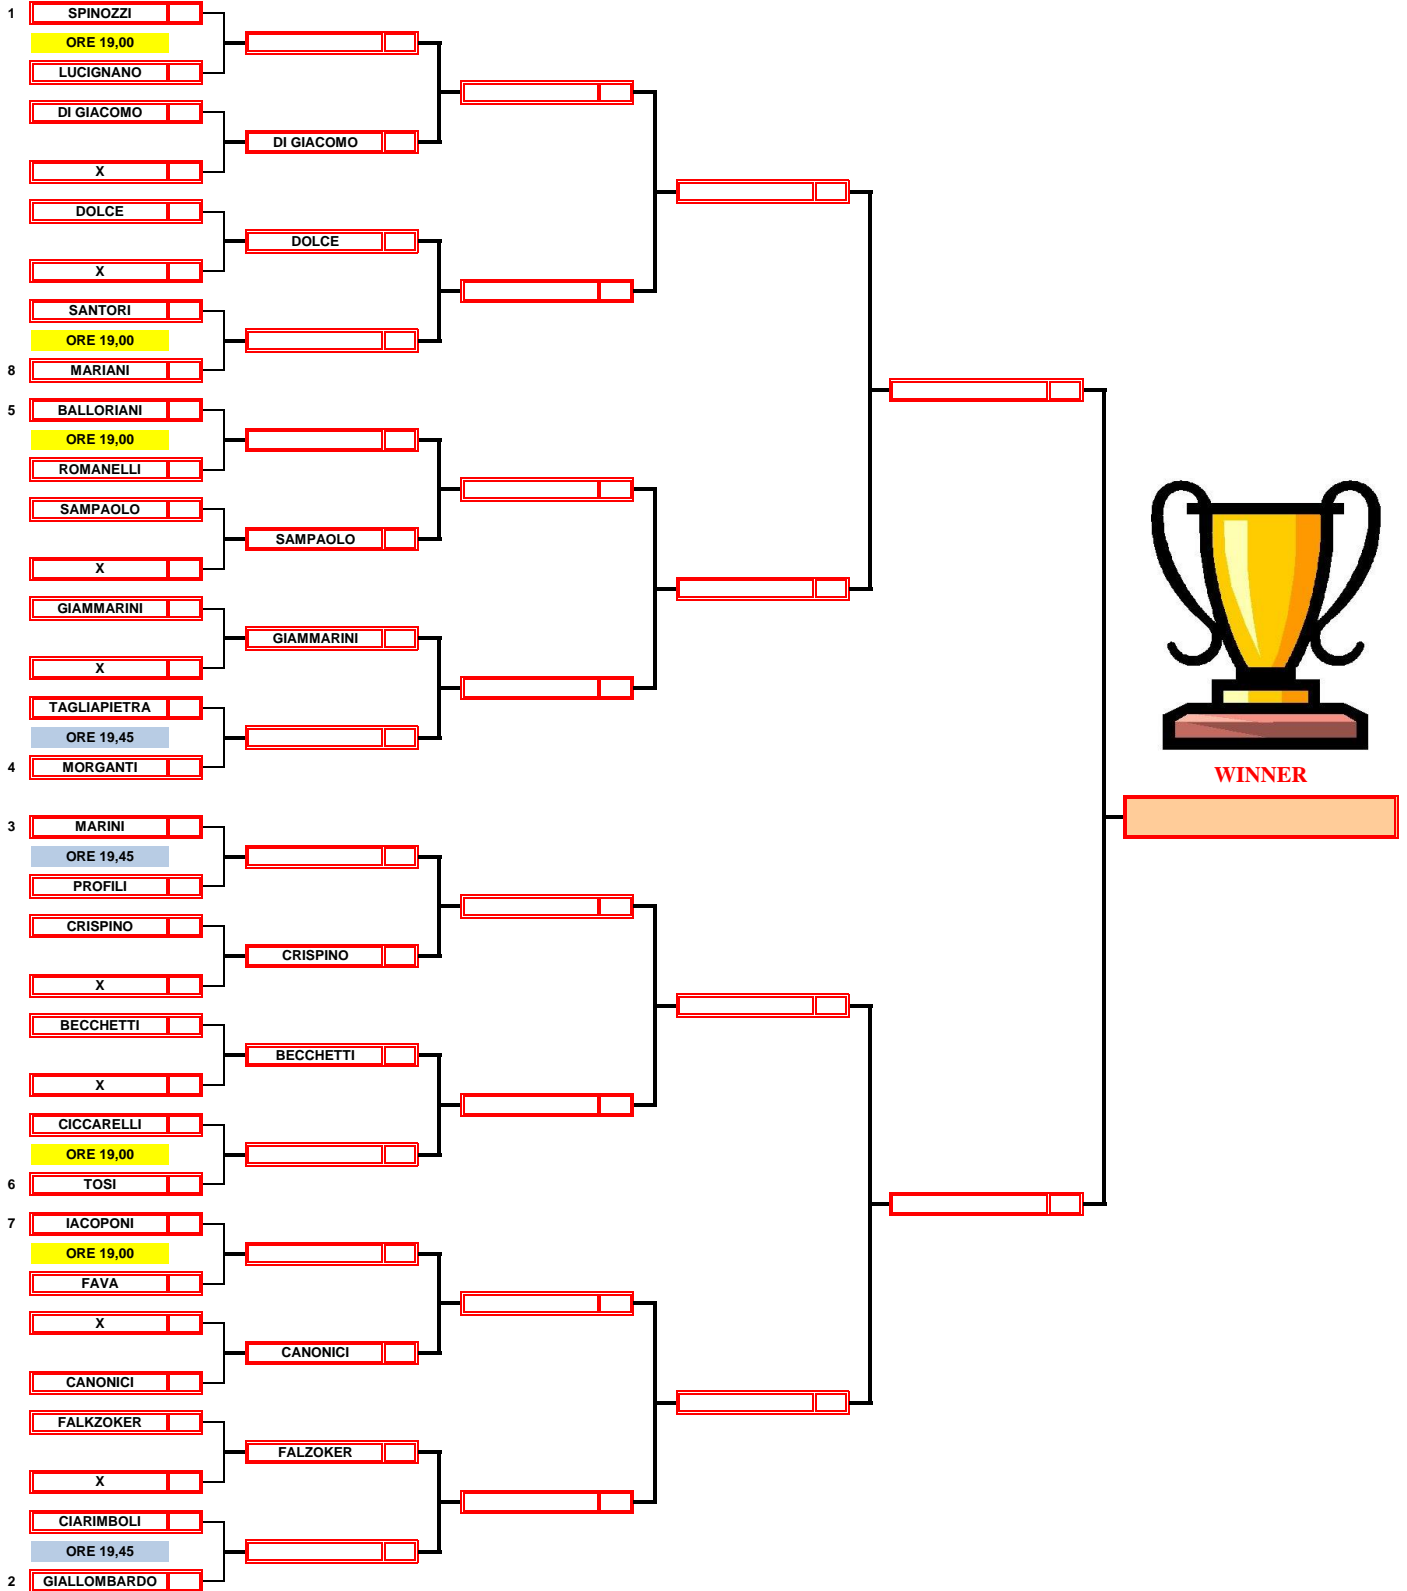 1 SPINOZZI
ORE 19,00
LUCIGNANO
DI GIACOMO
DI GIACOMO
X
DOLCE
DOLCE
X
SANTORI
ORE 19,00
8 MARIANI
5 BALLORIANI
ORE 19,00
ROMANELLI
SAMPAOLO
SAMPAOLO
X
GIAMMARINI
GIAMMARINI
X
TAGLIAPIETRA
ORE 19,45
4 MORGANTI
WINNER
3 MARINI
ORE 19,45
PROFILI
CRISPINO
CRISPINO
X
BECCHETTI
BECCHETTI
X
CICCARELLI
ORE 19,00
6 TOSI
7 IACOPONI
ORE 19,00
FAVA
X
CANONICI
CANONICI
FALKZOKER
FALZOKER
X
CIARIMBOLI
ORE 19,45
2 GIALLOMBARDO